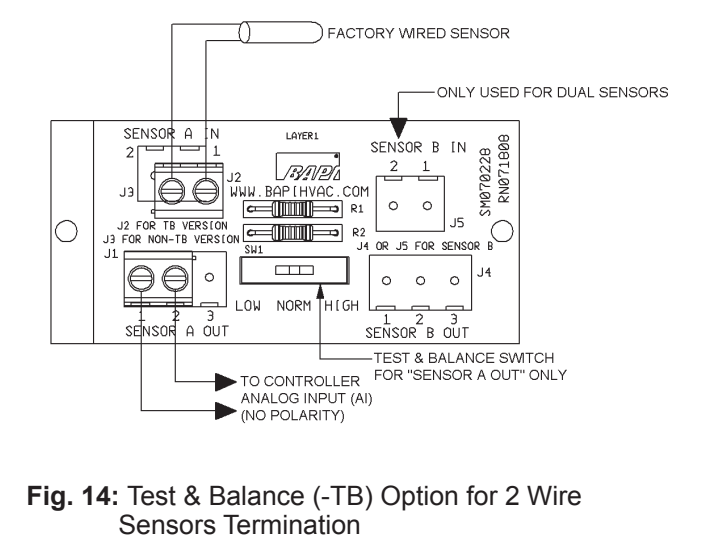 FACTORY WIRED SENSOR
ONLY USED FOR DUAL SENSORS
SENSOR A IN
2 1
LAYER1
SENSOR B IN
2 1
SM070228
RN071808
BAPI
J2
J3
WWW.BAPIHVAC.COM
R1
J5
J2 FOR TB VERSION
J3 FOR NON-TB VERSION
R2
J4 OR J5 FOR SENSOR B
J1
SW1
J4
LOW NORM HIGH
1 2 3
SENSOR A OUT
1 2 3
SENSOR B OUT
TEST & BALANCE SWITCH
FOR "SENSOR A OUT" ONLY
TO CONTROLLER
ANALOG INPUT (AI)
(NO POLARITY)
Fig. 14: Test & Balance (-TB) Option for 2 Wire
Sensors Termination